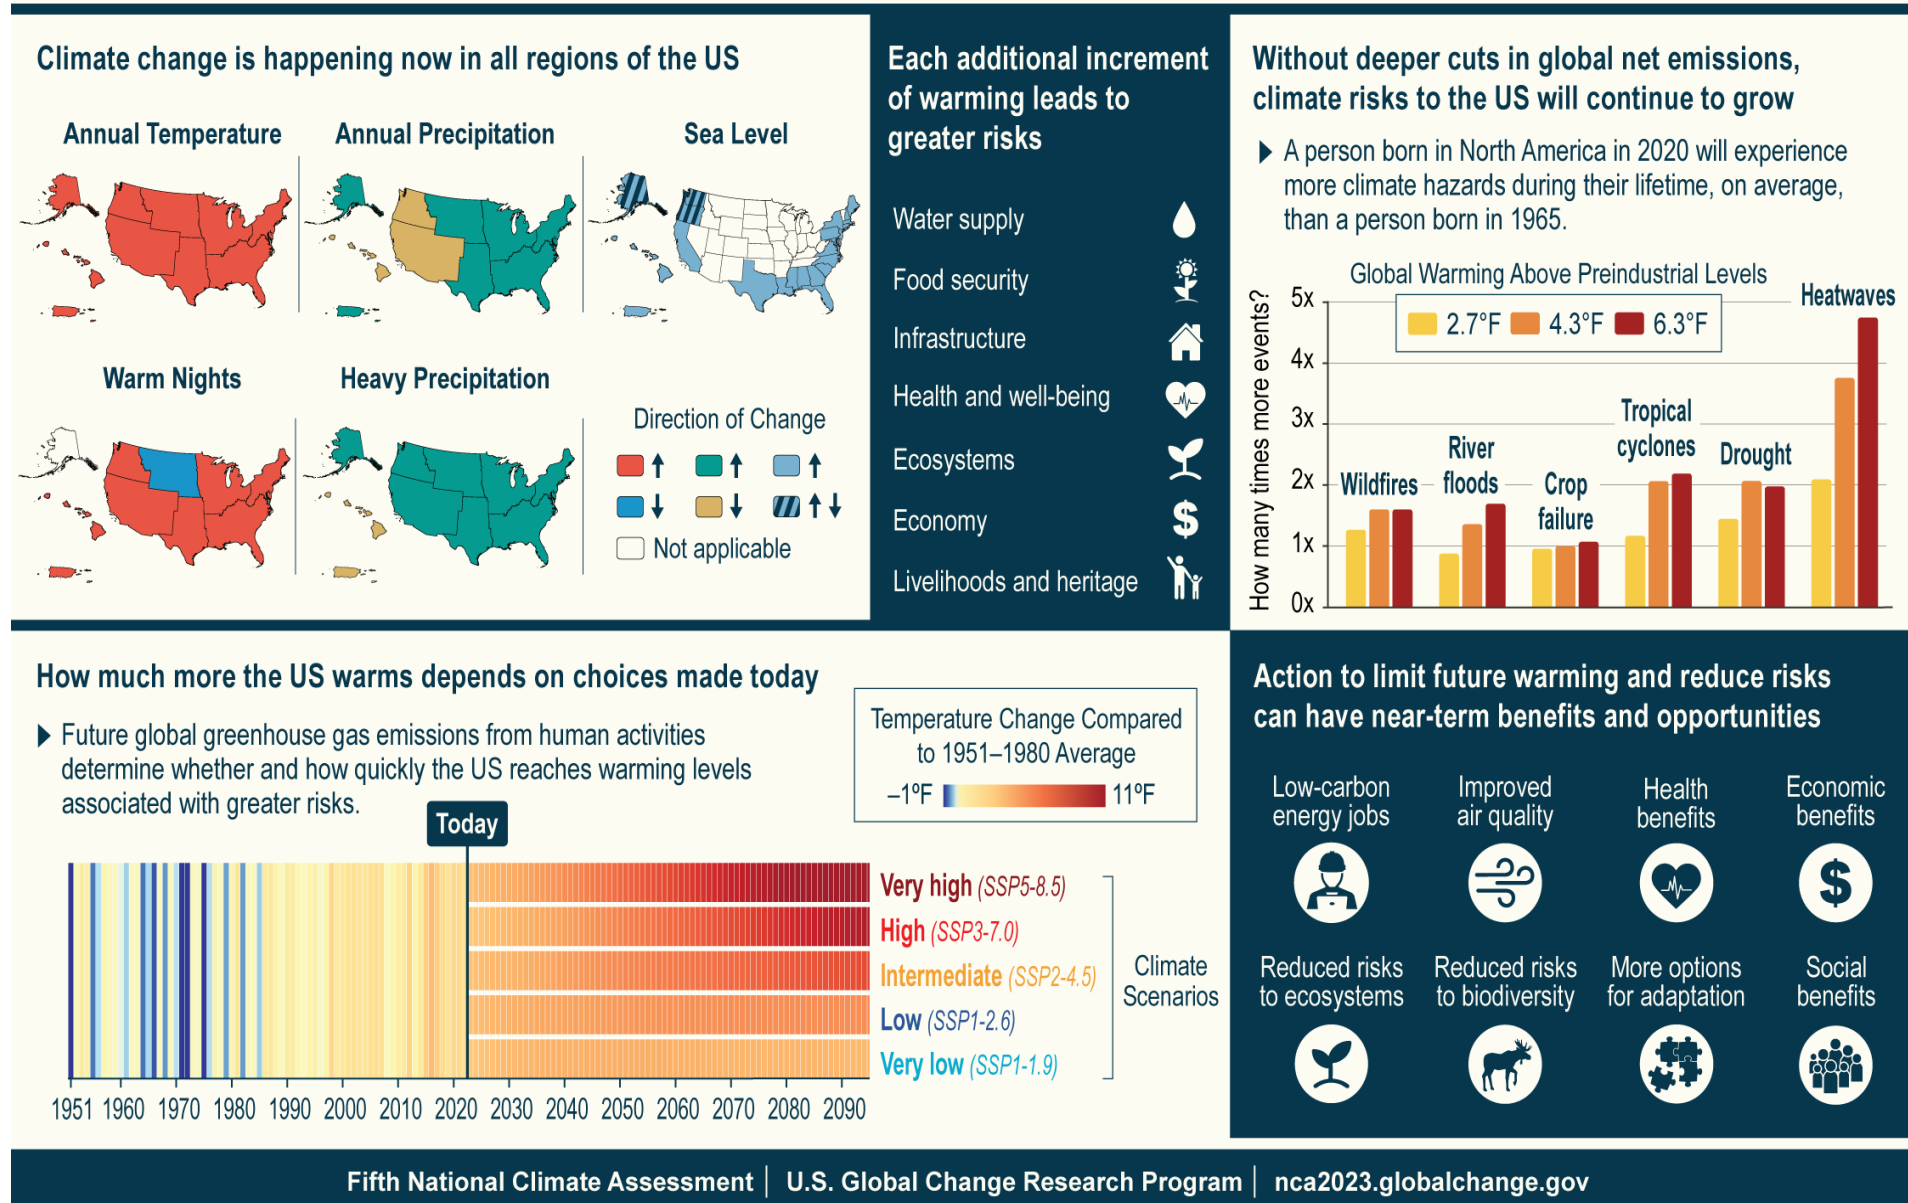 Climate change is happening now in all regions of the US
Annual Temperature
Annual Precipitation
Sea Level
Warm Nights
Heavy Precipitation
Direction of Change
Not applicable
Each additional increment
of warming leads to
greater risks
Water supply
Food security
Infrastructure
Health and well-being
Ecosystems
Economy
$
Livelihoods and heritage
Without deeper cuts in global net emissions,
climate risks to the US will continue to grow
A person born in North America in 2020 will experience
more climate hazards during their lifetime, on average,
than a person born in 1965.
Global Warming Above Preindustrial Levels
2.7°F 4.3°F 6.3°F
How many times more events?
5x
4x
3x
2x
1x
0x
Wildfires
River
floods
Crop
failure
Tropical
cyclones
Drought
Heatwaves
How much more the US warms depends on choices made today
Future global greenhouse gas emissions from human activities
determine whether and how quickly the US reaches warming levels
associated with greater risks.
Temperature Change Compared
to 1951–1980 Average
–1ºF 11ºF
Today
Very high (SSP5-8.5)
High (SSP3-7.0)
Intermediate (SSP2-4.5)
Low (SSP1-2.6)
Very low (SSP1-1.9)
Climate
Scenarios
1951 1960 1970 1980 1990 2000 2010 2020 2030 2040 2050 2060 2070 2080 2090
Action to limit future warming and reduce risks
can have near-term benefits and opportunities
Low-carbon
energy jobs
Improved
air quality
Health
benefits
Economic
benefits
$
Reduced risks
to ecosystems
Reduced risks
to biodiversity
More options
for adaptation
Social
benefits
Fifth National Climate Assessment | U.S. Global Change Research Program | nca2023.globalchange.gov